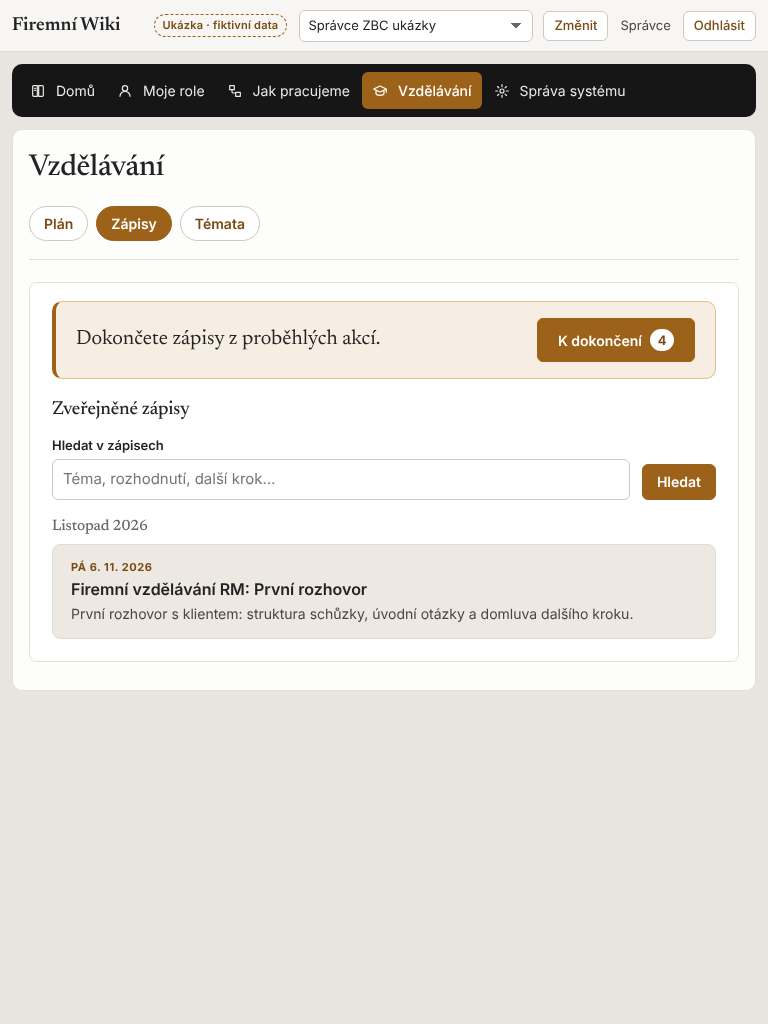 Firemní Wiki
Ukázka · fiktivní data
Správce ZBC ukázky
Změnit
Správce
Odhlásit
Domů
Moje role
Jak pracujeme
Vzdělávání
Správa systému
Vzdělávání
Plán
Zápisy
Témata
Dokončete zápisy z proběhlých akcí.
K dokončení 4
Zveřejněné zápisy
Hledat v zápisech
Téma, rozhodnutí, další krok…
Hledat
Listopad 2026
PÁ 6. 11. 2026
Firemní vzdělávání RM: První rozhovor
První rozhovor s klientem: struktura schůzky, úvodní otázky a domluva dalšího kroku.